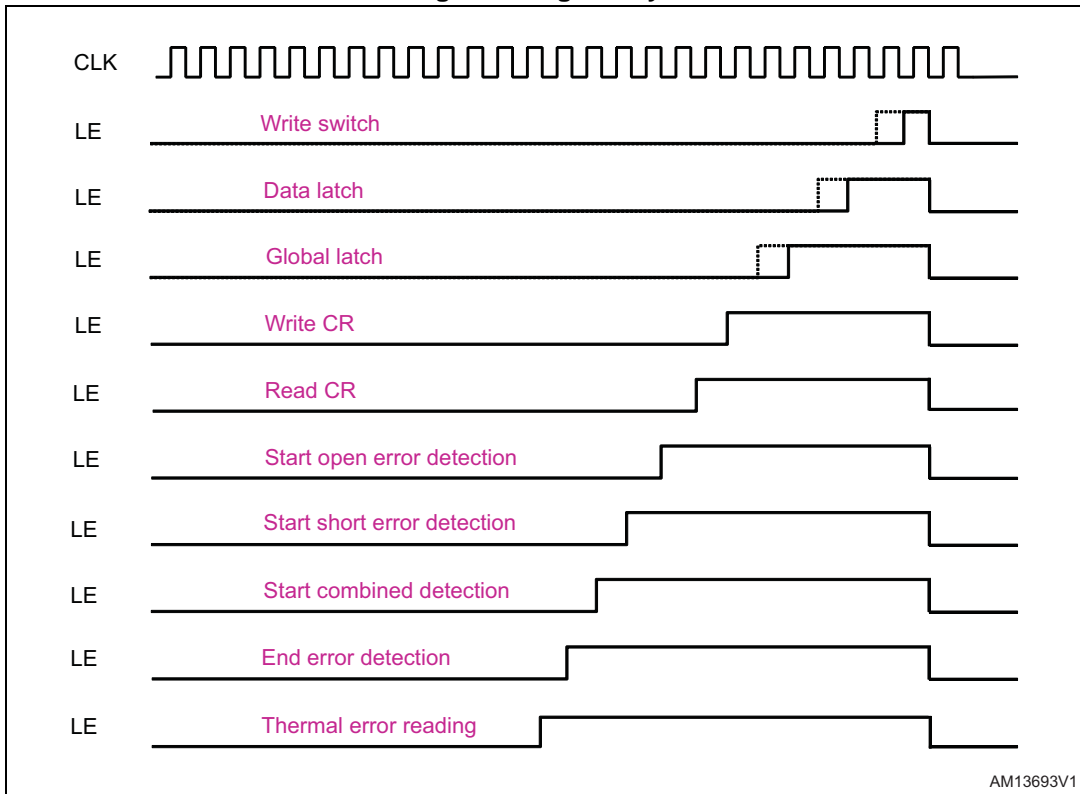 CLK
LE Write switch
LE Data latch
LE Global latch
LE Write CR
LE Read CR
LE Start open error detection
LE Start short error detection
LE Start combined detection
LE End error detection
LE Thermal error reading
AM13693V1